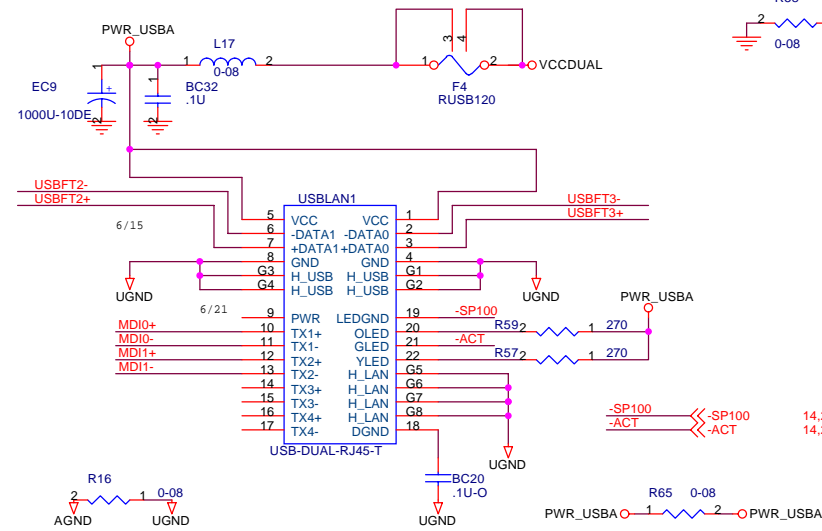 PWR_USBA
L17
1 0-08 2
3 4
1 2 VCCDUAL
F4
RUSB120
2 0-08
EC9 1
1000U-10DE 2
1 BC32
.1U
2
USBFT2-
USBFT2+
6/15
USBLAN1
USBFT3-
USBFT3+
5 VCC VCC 1
6 -DATA1 -DATA0 2
7 +DATA1 +DATA0 3
8 GND GND 4
G3 H_USB H_USB G1
G4 H_USB H_USB G2
UGND
UGND
6/21
PWR_USBA
9 PWR LEDGND 19 -SP100
MDI0+ 10 TX1+ OLED 20 R59 2 1 270
MDI0- 11 TX1- GLED 21 -ACT
MDI1+ 12 TX2+ YLED 22 R57 2 1 270
MDI1- 13 TX2- H_LAN G5
14 TX3+ H_LAN G6
15 TX3- H_LAN G7
16 TX4+ H_LAN G8
17 TX4- DGND 18
USB-DUAL-RJ45-T
UGND
-SP100 -SP100
-ACT -ACT
BC20
.1U-O
UGND
R16
2 1 0-08
AGND UGND
R65 0-08
PWR_USBA 1 2 PWR_USBA